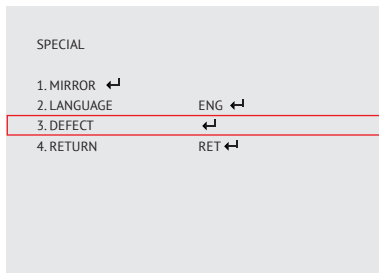 SPECIAL
1. MIRROR ↵
2. LANGUAGE ENG ↵
3. DEFECT ↵
4. RETURN RET ↵